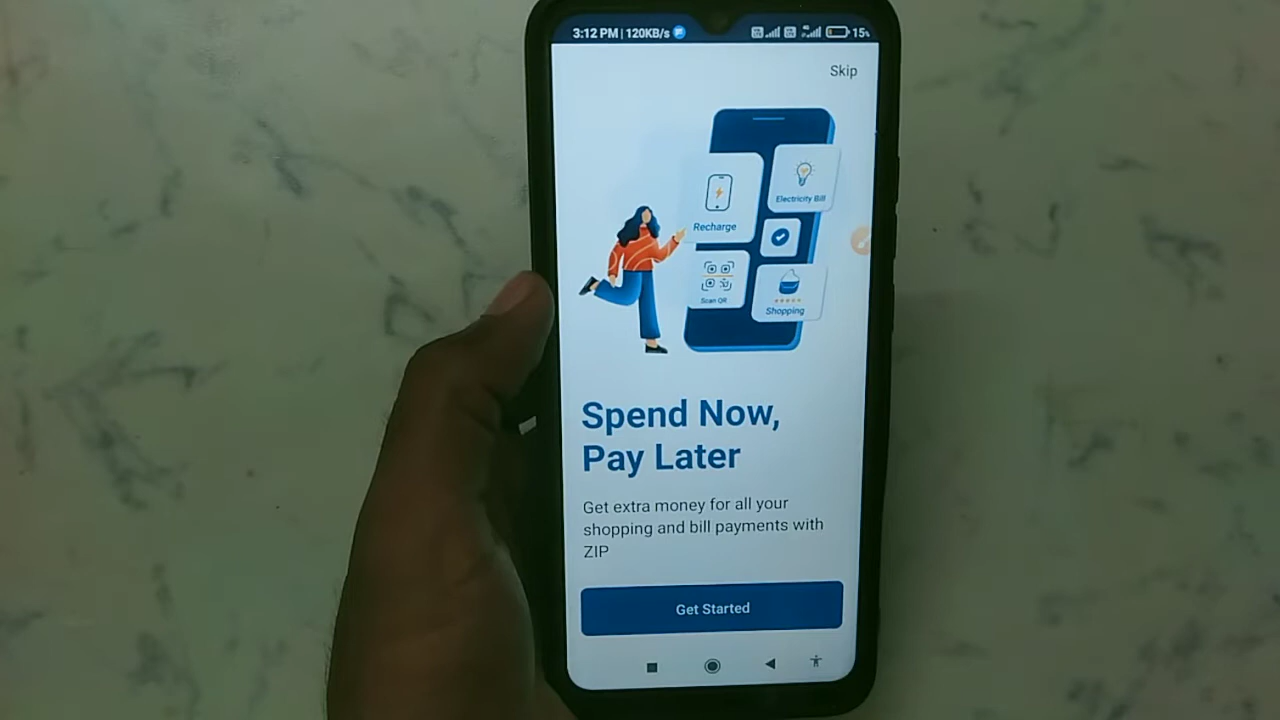 3:12 PM | 120KB/s
15%
Skip
Electricity Bill
Recharge
Scan QR
Shopping
Spend Now,
Pay Later
Get extra money for all your
shopping and bill payments with
ZIP
Get Started